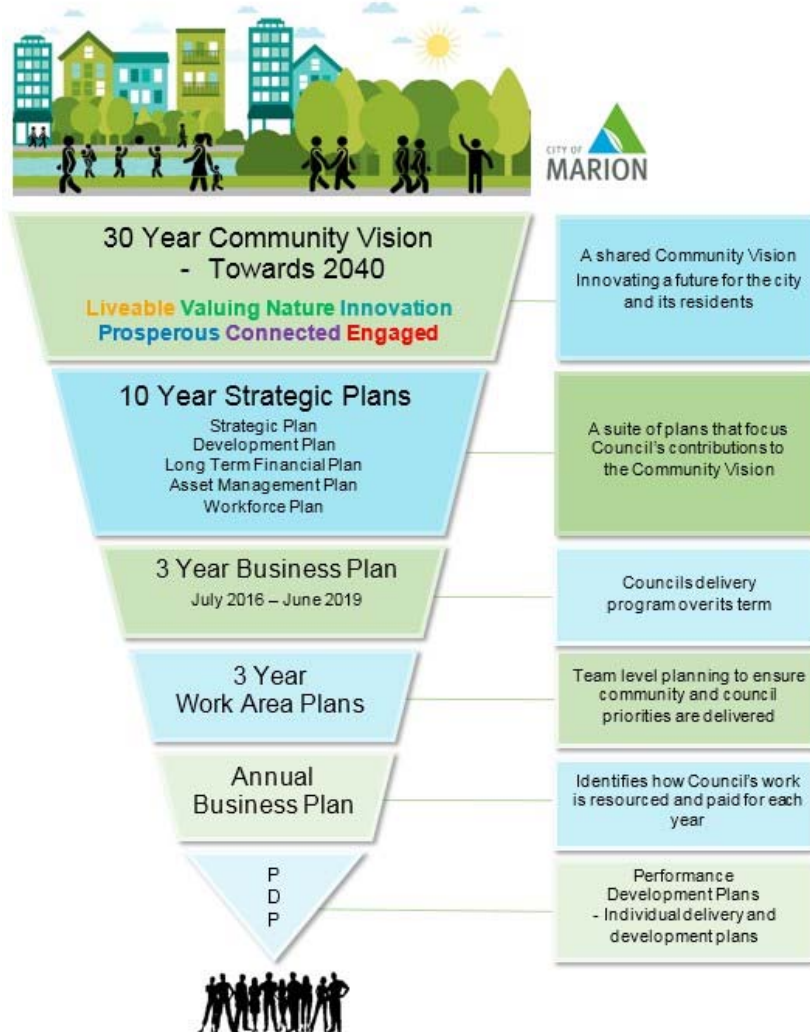 CITY OF
MARION
30 Year Community Vision
- Towards 2040
Liveable Valuing Nature Innovation
Prosperous Connected Engaged
A shared Community Vision
Innovating a future for the city
and its residents
10 Year Strategic Plans
Strategic Plan
Development Plan
Long Term Financial Plan
Asset Management Plan
Workforce Plan
A suite of plans that focus
Council's contributions to
the Community Vision
3 Year Business Plan
July 2016 – June 2019
Councils delivery
program over its term
3 Year
Work Area Plans
Team level planning to ensure
community and council
priorities are delivered
Annual
Business Plan
Identifies how Council's work
is resourced and paid for each
year
P
D
P
Performance
Development Plans
- Individual delivery and
development plans